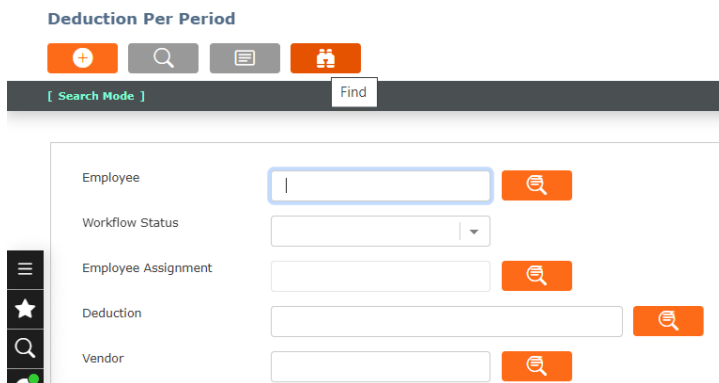 Deduction Per Period
[ Search Mode ]
Find
Employee
Workflow Status
Employee Assignment
Deduction
Vendor